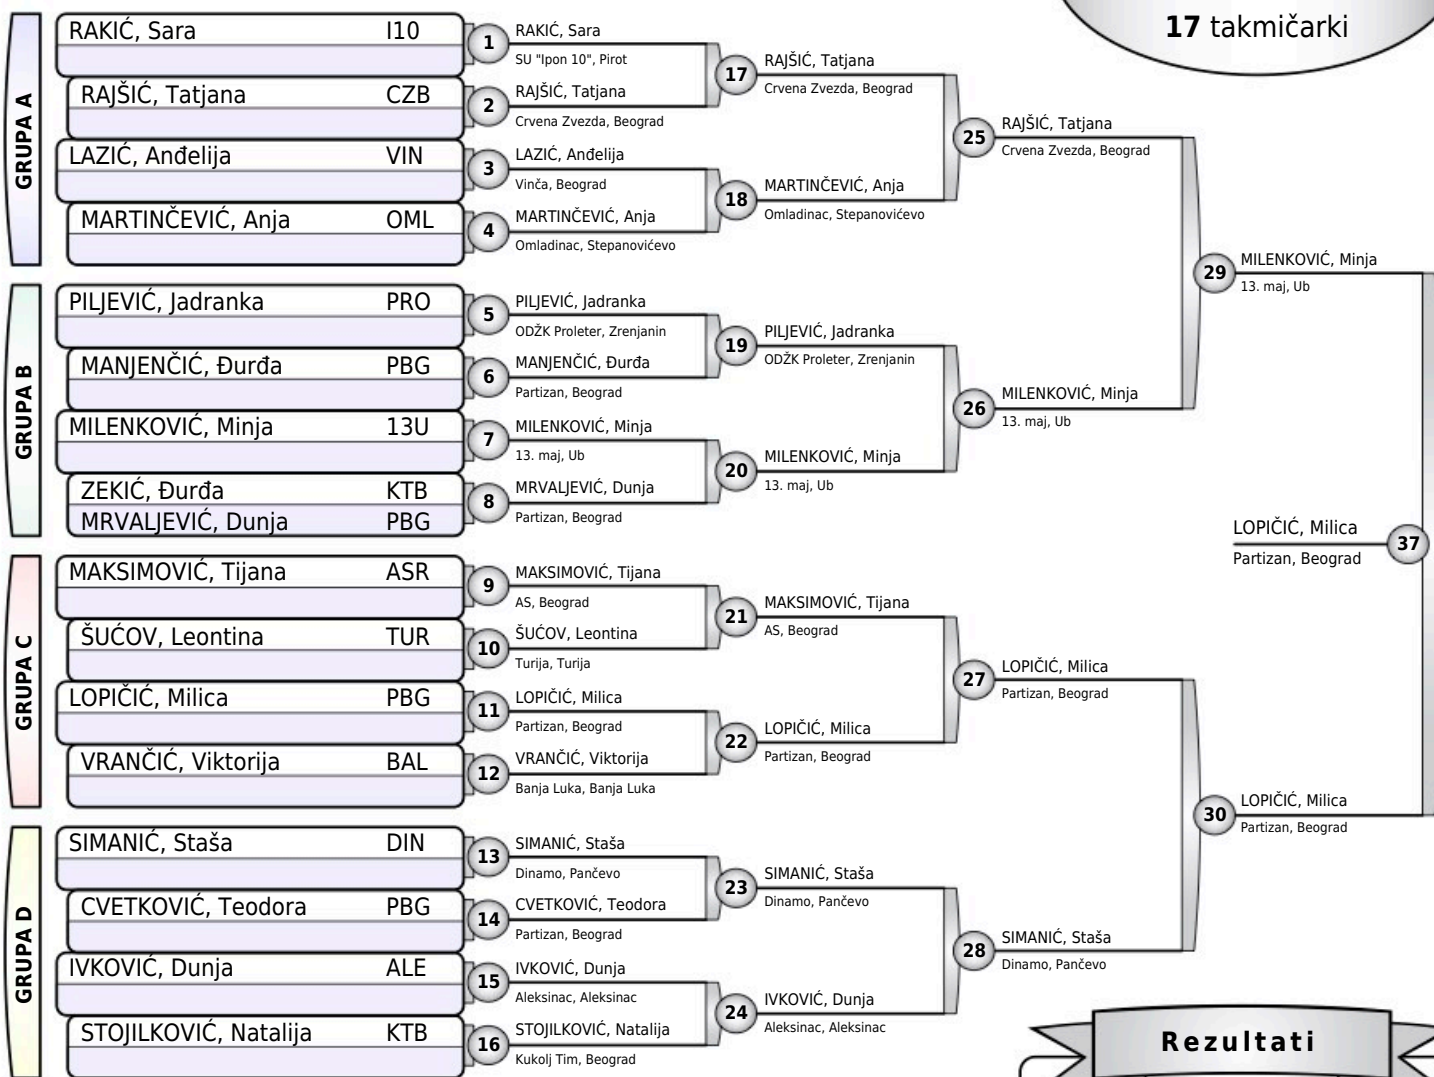 17 takmičarki
GRUPA A
RAKIĆ, Sara I10
RAJŠIĆ, Tatjana CZB
LAZIĆ, Anđelija VIN
MARTINČEVIĆ, Anja OML
GRUPA B
PILJEVIĆ, Jadranka PRO
MANJENČIĆ, Đurđa PBG
MILENKOVIĆ, Minja 13U
ZEKIĆ, Đurđa KTB
MRVALJEVIĆ, Dunja PBG
GRUPA C
MAKSIMOVIĆ, Tijana ASR
ŠUĆOV, Leontina TUR
LOPIČIĆ, Milica PBG
VRANČIĆ, Viktorija BAL
GRUPA D
SIMANIĆ, Staša DIN
CVETKOVIĆ, Teodora PBG
IVKOVIĆ, Dunja ALE
STOJILKOVIĆ, Natalija KTB
1 RAKIĆ, Sara
SU "Ipon 10", Pirot
2 RAJŠIĆ, Tatjana
Crvena Zvezda, Beograd
3 LAZIĆ, Anđelija
Vinča, Beograd
4 MARTINČEVIĆ, Anja
Omladinac, Stepanovićevo
5 PILJEVIĆ, Jadranka
ODŽK Proleter, Zrenjanin
6 MANJENČIĆ, Đurđa
Partizan, Beograd
7 MILENKOVIĆ, Minja
13. maj, Ub
8 MRVALJEVIĆ, Dunja
Partizan, Beograd
9 MAKSIMOVIĆ, Tijana
AS, Beograd
10 ŠUĆOV, Leontina
Turija, Turija
11 LOPIČIĆ, Milica
Partizan, Beograd
12 VRANČIĆ, Viktorija
Banja Luka, Banja Luka
13 SIMANIĆ, Staša
Dinamo, Pančevo
14 CVETKOVIĆ, Teodora
Partizan, Beograd
15 IVKOVIĆ, Dunja
Aleksinac, Aleksinac
16 STOJILKOVIĆ, Natalija
Kukolj Tim, Beograd
17 RAJŠIĆ, Tatjana
Crvena Zvezda, Beograd
18 MARTINČEVIĆ, Anja
Omladinac, Stepanovićevo
19 PILJEVIĆ, Jadranka
ODŽK Proleter, Zrenjanin
20 MILENKOVIĆ, Minja
13. maj, Ub
21 MAKSIMOVIĆ, Tijana
AS, Beograd
22 LOPIČIĆ, Milica
Partizan, Beograd
23 SIMANIĆ, Staša
Dinamo, Pančevo
24 IVKOVIĆ, Dunja
Aleksinac, Aleksinac
25 RAJŠIĆ, Tatjana
Crvena Zvezda, Beograd
26 MILENKOVIĆ, Minja
13. maj, Ub
27 LOPIČIĆ, Milica
Partizan, Beograd
28 SIMANIĆ, Staša
Dinamo, Pančevo
29 MILENKOVIĆ, Minja
13. maj, Ub
30 LOPIČIĆ, Milica
Partizan, Beograd
LOPIČIĆ, Milica 37
Partizan, Beograd
Rezultati